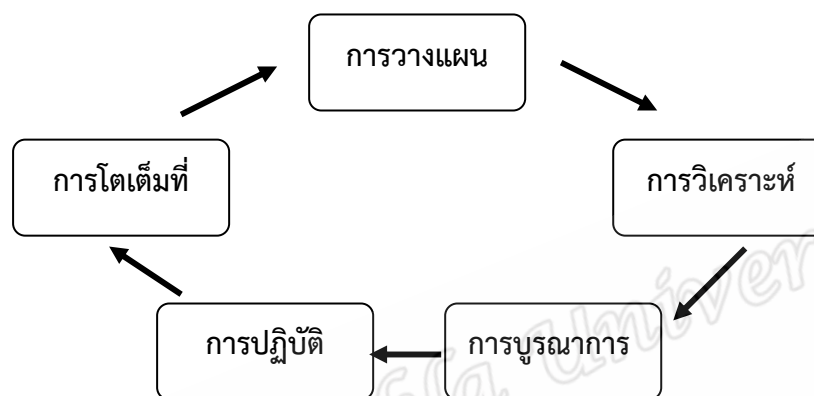 การวางแผน
การโตเต็มที่
การวิเคราะห์
การปฏิบัติ
การบูรณาการ